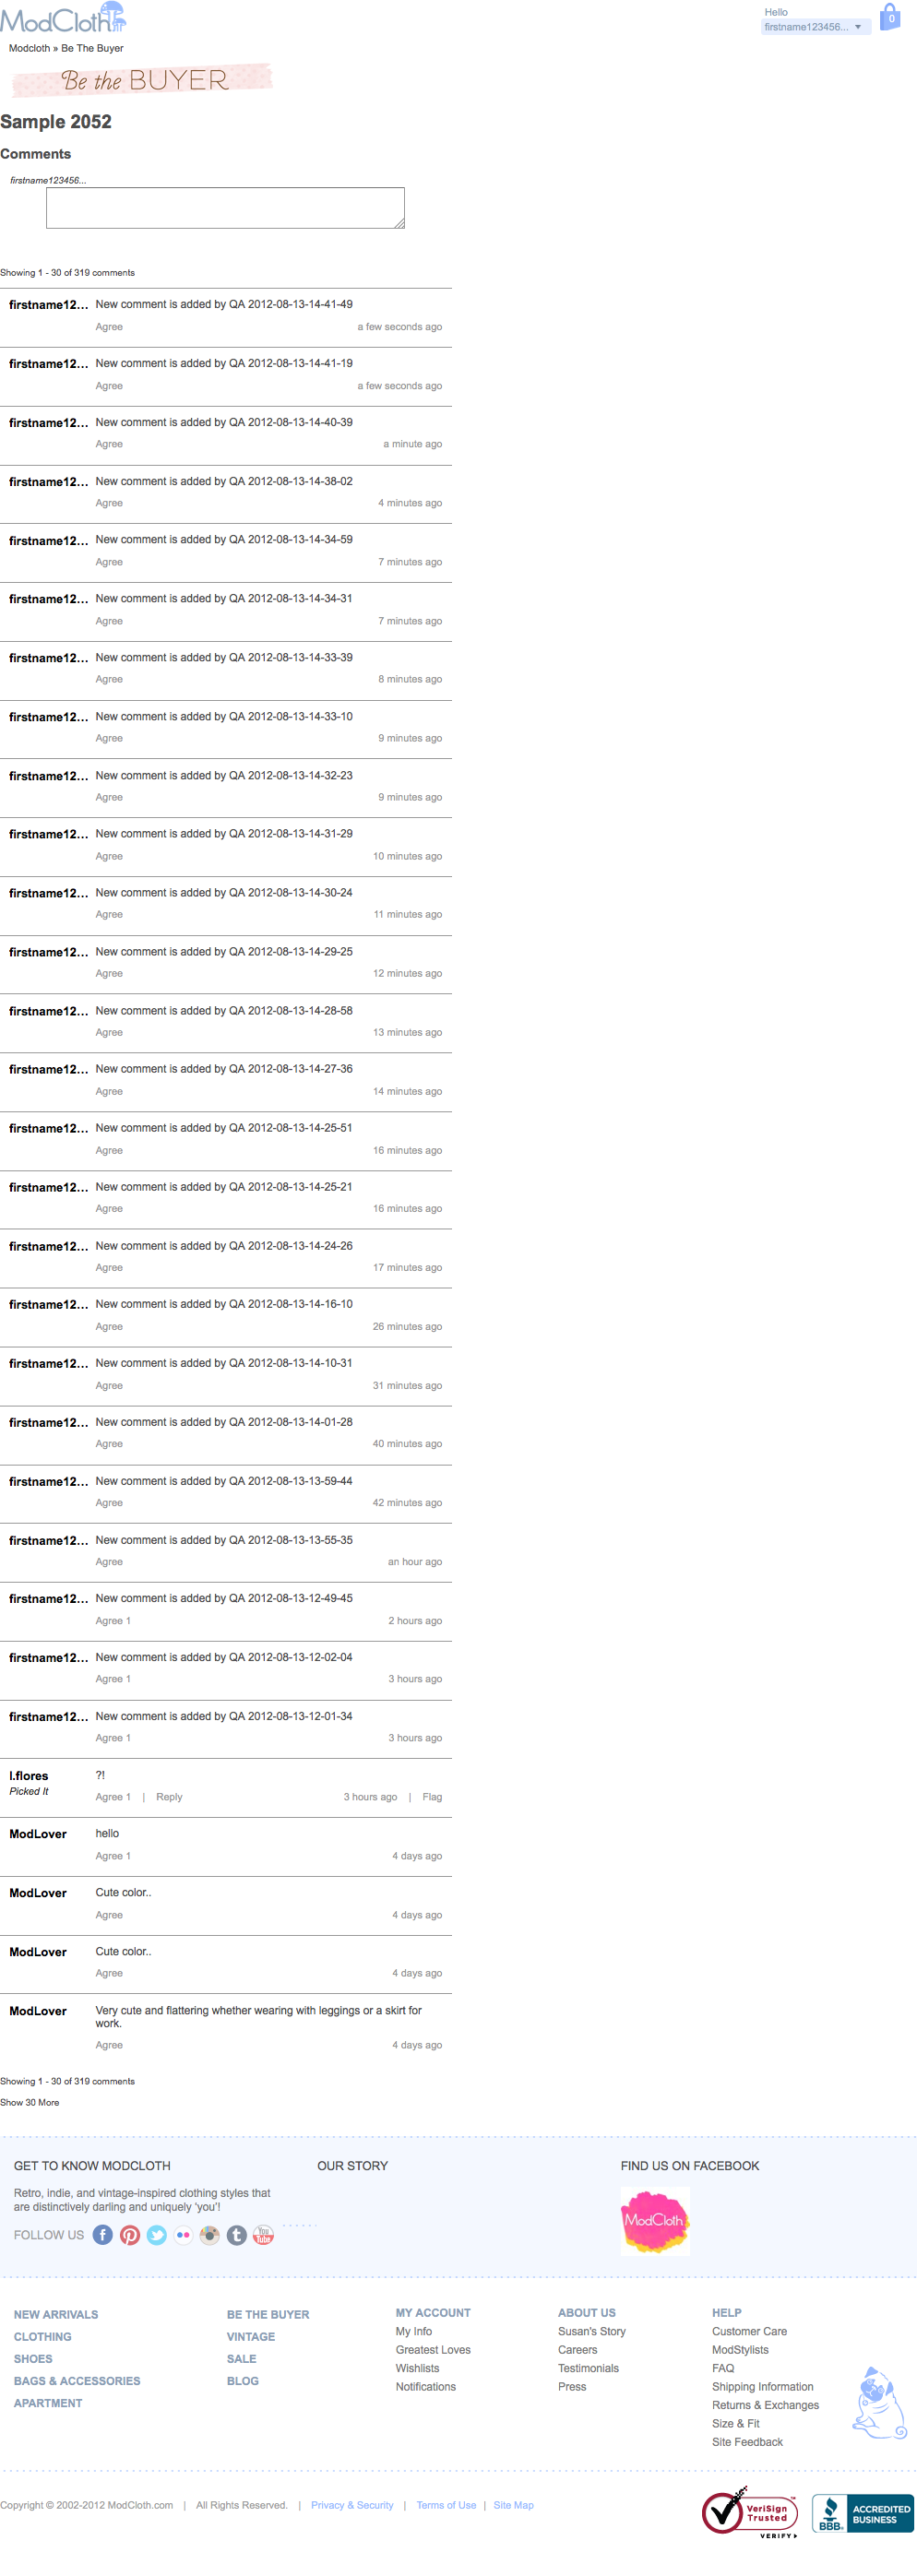 ModCloth
Hello
firstname123456...
0
Modcloth » Be The Buyer
Be the BUYER
Sample 2052
Comments
firstname123456...
Showing 1 - 30 of 319 comments
firstname12... New comment is added by QA 2012-08-13-14-41-49
Agree a few seconds ago
firstname12... New comment is added by QA 2012-08-13-14-41-19
Agree a few seconds ago
firstname12... New comment is added by QA 2012-08-13-14-40-39
Agree a minute ago
firstname12... New comment is added by QA 2012-08-13-14-38-02
Agree 4 minutes ago
firstname12... New comment is added by QA 2012-08-13-14-34-59
Agree 7 minutes ago
firstname12... New comment is added by QA 2012-08-13-14-34-31
Agree 7 minutes ago
firstname12... New comment is added by QA 2012-08-13-14-33-39
Agree 8 minutes ago
firstname12... New comment is added by QA 2012-08-13-14-33-10
Agree 9 minutes ago
firstname12... New comment is added by QA 2012-08-13-14-32-23
Agree 9 minutes ago
firstname12... New comment is added by QA 2012-08-13-14-31-29
Agree 10 minutes ago
firstname12... New comment is added by QA 2012-08-13-14-30-24
Agree 11 minutes ago
firstname12... New comment is added by QA 2012-08-13-14-29-25
Agree 12 minutes ago
firstname12... New comment is added by QA 2012-08-13-14-28-58
Agree 13 minutes ago
firstname12... New comment is added by QA 2012-08-13-14-27-36
Agree 14 minutes ago
firstname12... New comment is added by QA 2012-08-13-14-25-51
Agree 16 minutes ago
firstname12... New comment is added by QA 2012-08-13-14-25-21
Agree 16 minutes ago
firstname12... New comment is added by QA 2012-08-13-14-24-26
Agree 17 minutes ago
firstname12... New comment is added by QA 2012-08-13-14-16-10
Agree 26 minutes ago
firstname12... New comment is added by QA 2012-08-13-14-10-31
Agree 31 minutes ago
firstname12... New comment is added by QA 2012-08-13-14-01-28
Agree 40 minutes ago
firstname12... New comment is added by QA 2012-08-13-13-59-44
Agree 42 minutes ago
firstname12... New comment is added by QA 2012-08-13-13-55-35
Agree an hour ago
firstname12... New comment is added by QA 2012-08-13-12-49-45
Agree 1 2 hours ago
firstname12... New comment is added by QA 2012-08-13-12-02-04
Agree 1 3 hours ago
firstname12... New comment is added by QA 2012-08-13-12-01-34
Agree 1 3 hours ago
l.flores ?!
Picked It
Agree 1 | Reply 3 hours ago | Flag
ModLover hello
Agree 1 4 days ago
ModLover Cute color..
Agree 4 days ago
ModLover Cute color..
Agree 4 days ago
ModLover Very cute and flattering whether wearing with leggings or a skirt for
work.
Agree 4 days ago
Showing 1 - 30 of 319 comments
Show 30 More
GET TO KNOW MODCLOTH
Retro, indie, and vintage-inspired clothing styles that
are distinctively darling and uniquely 'you'!
FOLLOW US f P t You Tube
OUR STORY
FIND US ON FACEBOOK
ModCloth
NEW ARRIVALS
CLOTHING
SHOES
BAGS & ACCESSORIES
APARTMENT
BE THE BUYER
VINTAGE
SALE
BLOG
MY ACCOUNT
My Info
Greatest Loves
Wishlists
Notifications
ABOUT US
Susan's Story
Careers
Testimonials
Press
HELP
Customer Care
ModStylists
FAQ
Shipping Information
Returns & Exchanges
Size & Fit
Site Feedback
Copyright © 2002-2012 ModCloth.com | All Rights Reserved. | Privacy & Security | Terms of Use | Site Map
VeriSign
Trusted
VERIFY
BBB.
ACCREDITED
BUSINESS